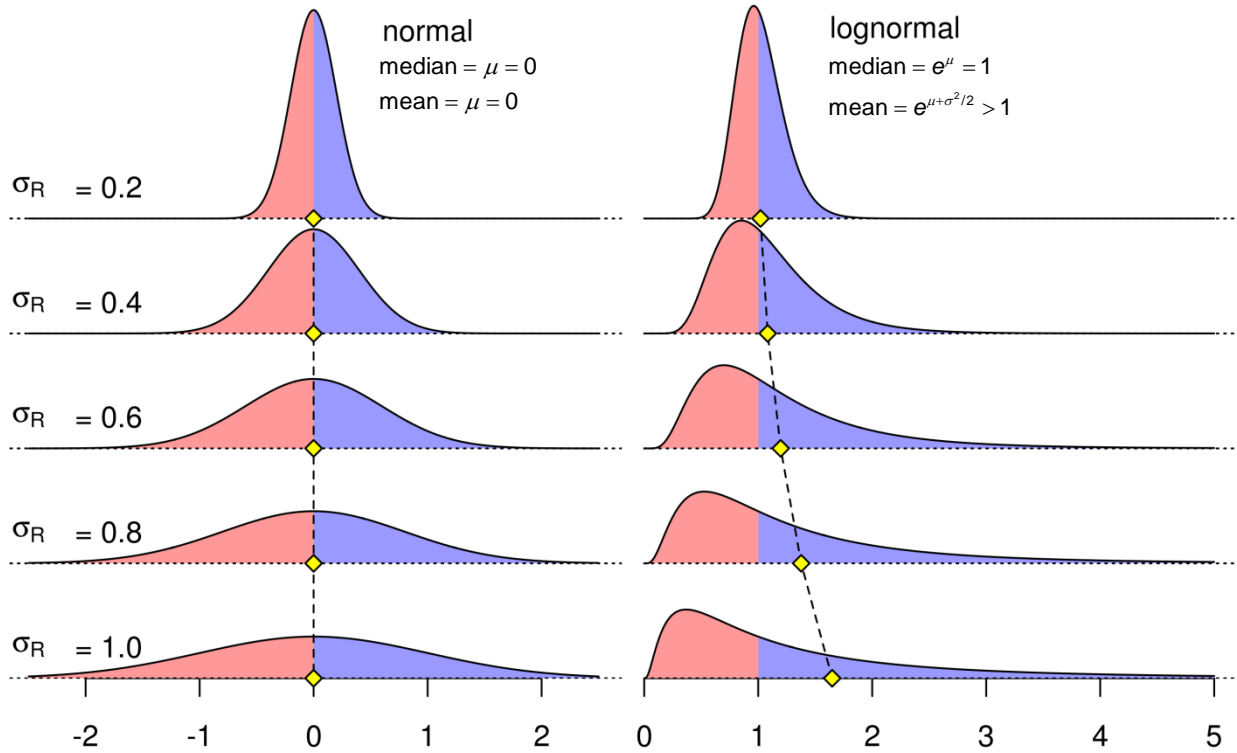 normal
median = μ = 0
mean = μ = 0
lognormal
median = e^μ = 1
mean = e^{μ+σ²/2} > 1
σR = 0.2
σR = 0.4
σR = 0.6
σR = 0.8
σR = 1.0
-2 -1 0 1 2
0 1 2 3 4 5